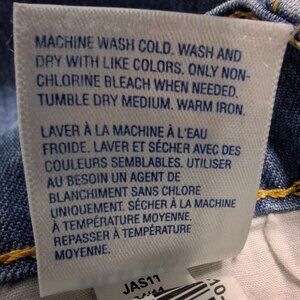 MACHINE WASH COLD. WASH AND
DRY WITH LIKE COLORS. ONLY NON-
CHLORINE BLEACH WHEN NEEDED.
TUMBLE DRY MEDIUM. WARM IRON.
LAVER À LA MACHINE À L'EAU
FROIDE. LAVER ET SÉCHER AVEC DES
COULEURS SEMBLABLES. UTILISER
AU BESOIN UN AGENT DE
BLANCHIMENT SANS CHLORE
UNIQUEMENT. SÉCHER À LA MACHINE
À TEMPÉRATURE MOYENNE.
REPASSER À TEMPÉRATURE
MOYENNE.
JAS11